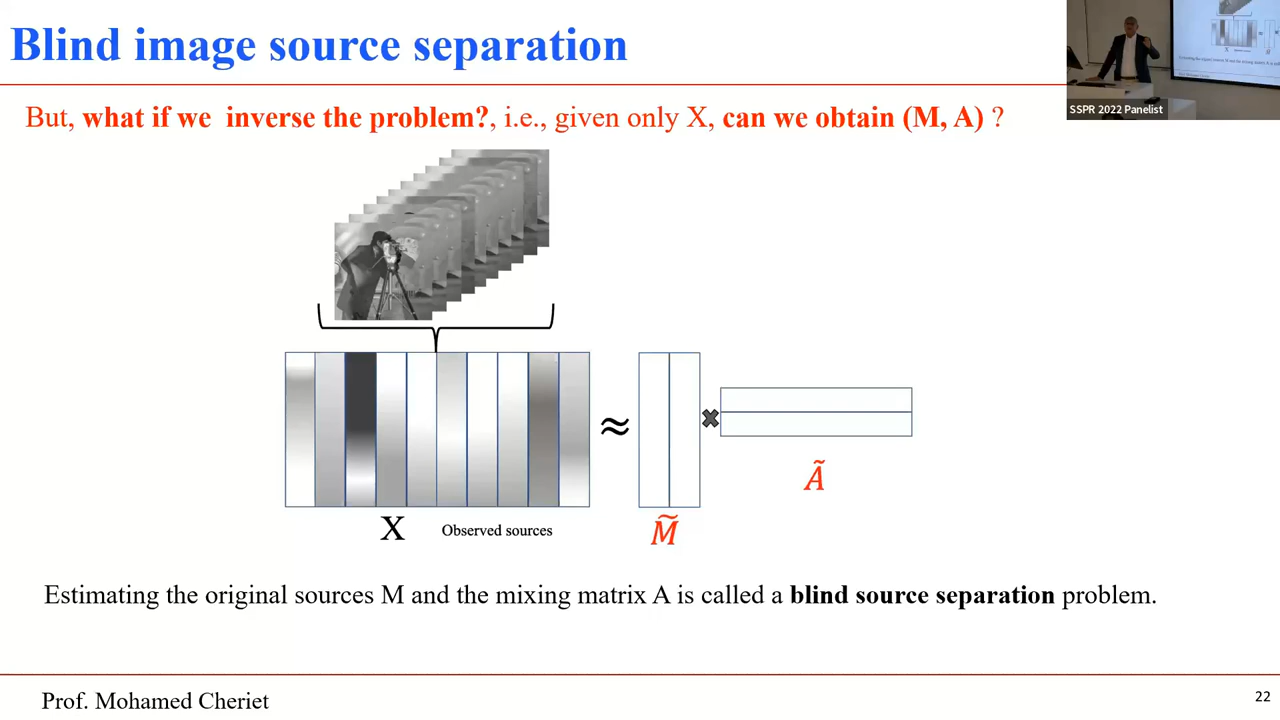 Blind image source separation
But, what if we inverse the problem?, i.e., given only X, can we obtain (M, A) ?
SSPR 2022 Panelist
≈
X
Observed sources
M̃
Ã
Estimating the original sources M and the mixing matrix A is called a blind source separation problem.
Prof. Mohamed Cheriet
22